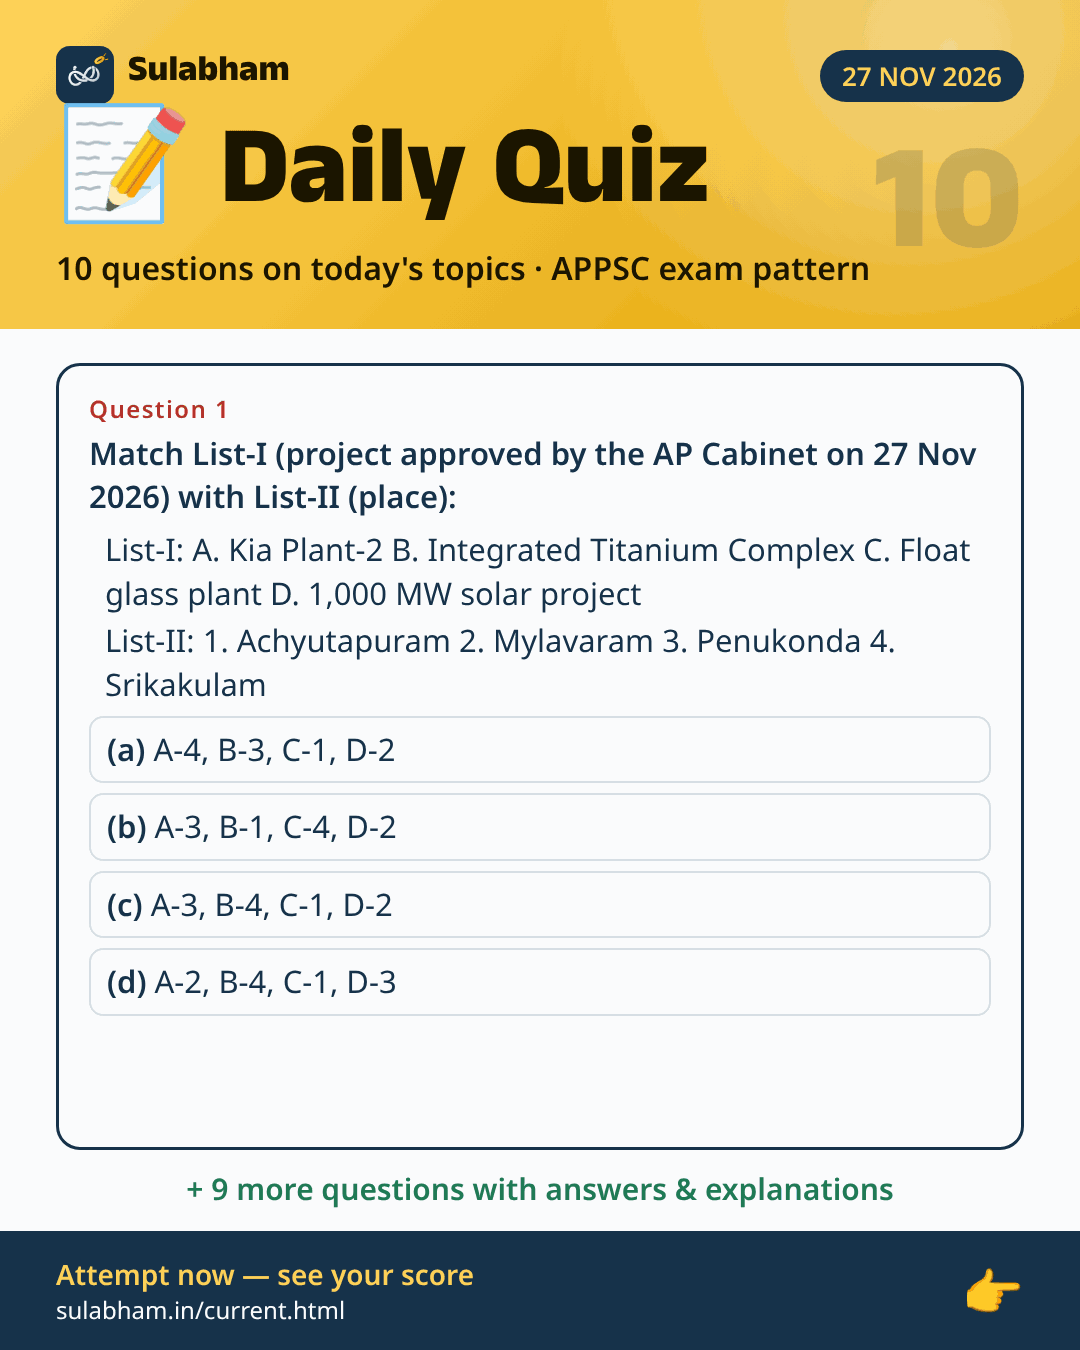 Sulabham
27 NOV 2026
Daily Quiz
10
10 questions on today's topics · APPSC exam pattern
Question 1
Match List-I (project approved by the AP Cabinet on 27 Nov
2026) with List-II (place):
List-I: A. Kia Plant-2 B. Integrated Titanium Complex C. Float
glass plant D. 1,000 MW solar project
List-II: 1. Achyutapuram 2. Mylavaram 3. Penukonda 4.
Srikakulam
(a) A-4, B-3, C-1, D-2
(b) A-3, B-1, C-4, D-2
(c) A-3, B-4, C-1, D-2
(d) A-2, B-4, C-1, D-3
+ 9 more questions with answers & explanations
Attempt now — see your score
sulabham.in/current.html